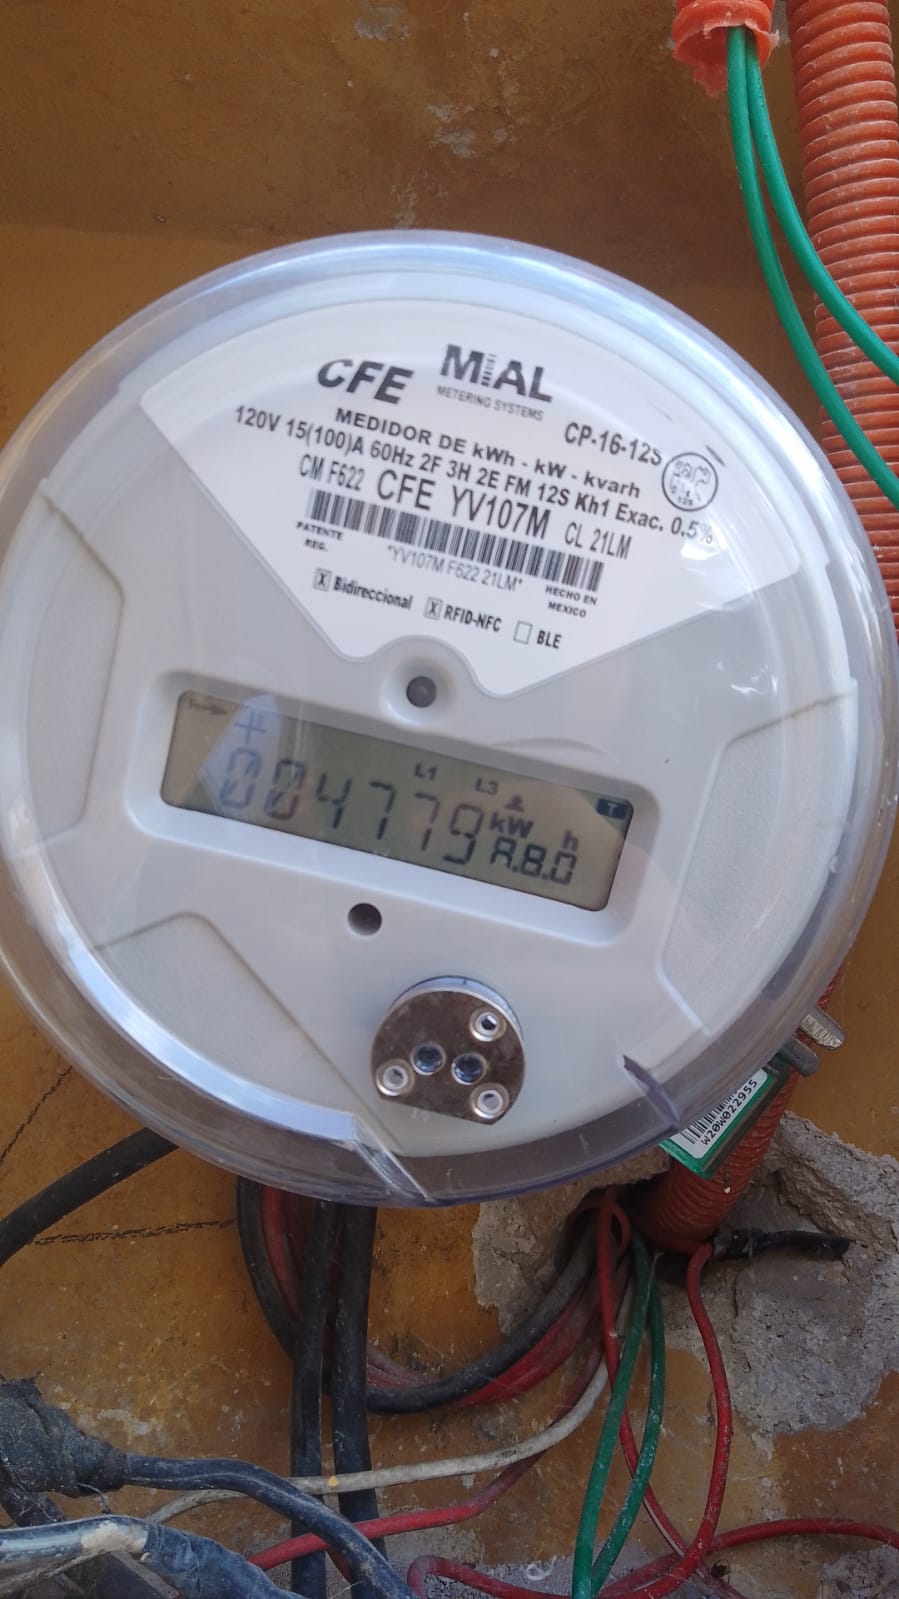 CFE MIAL
METERING SYSTEMS
CP-16-12S
MEDIDOR DE kWh - kW - kvarh
120V 15(100)A 60Hz 2F 3H 2E FM 12S Kh1 Exac. 0.5%
CM F622 CFE YV107M CL 21LM
PATENTE
REG.
*YV107M F622 21LM*
HECHO EN
MEXICO
X Bidireccional X RFID-NFC BLE
L1 L3
004779 kW h
A.8.0
T
W20W022955